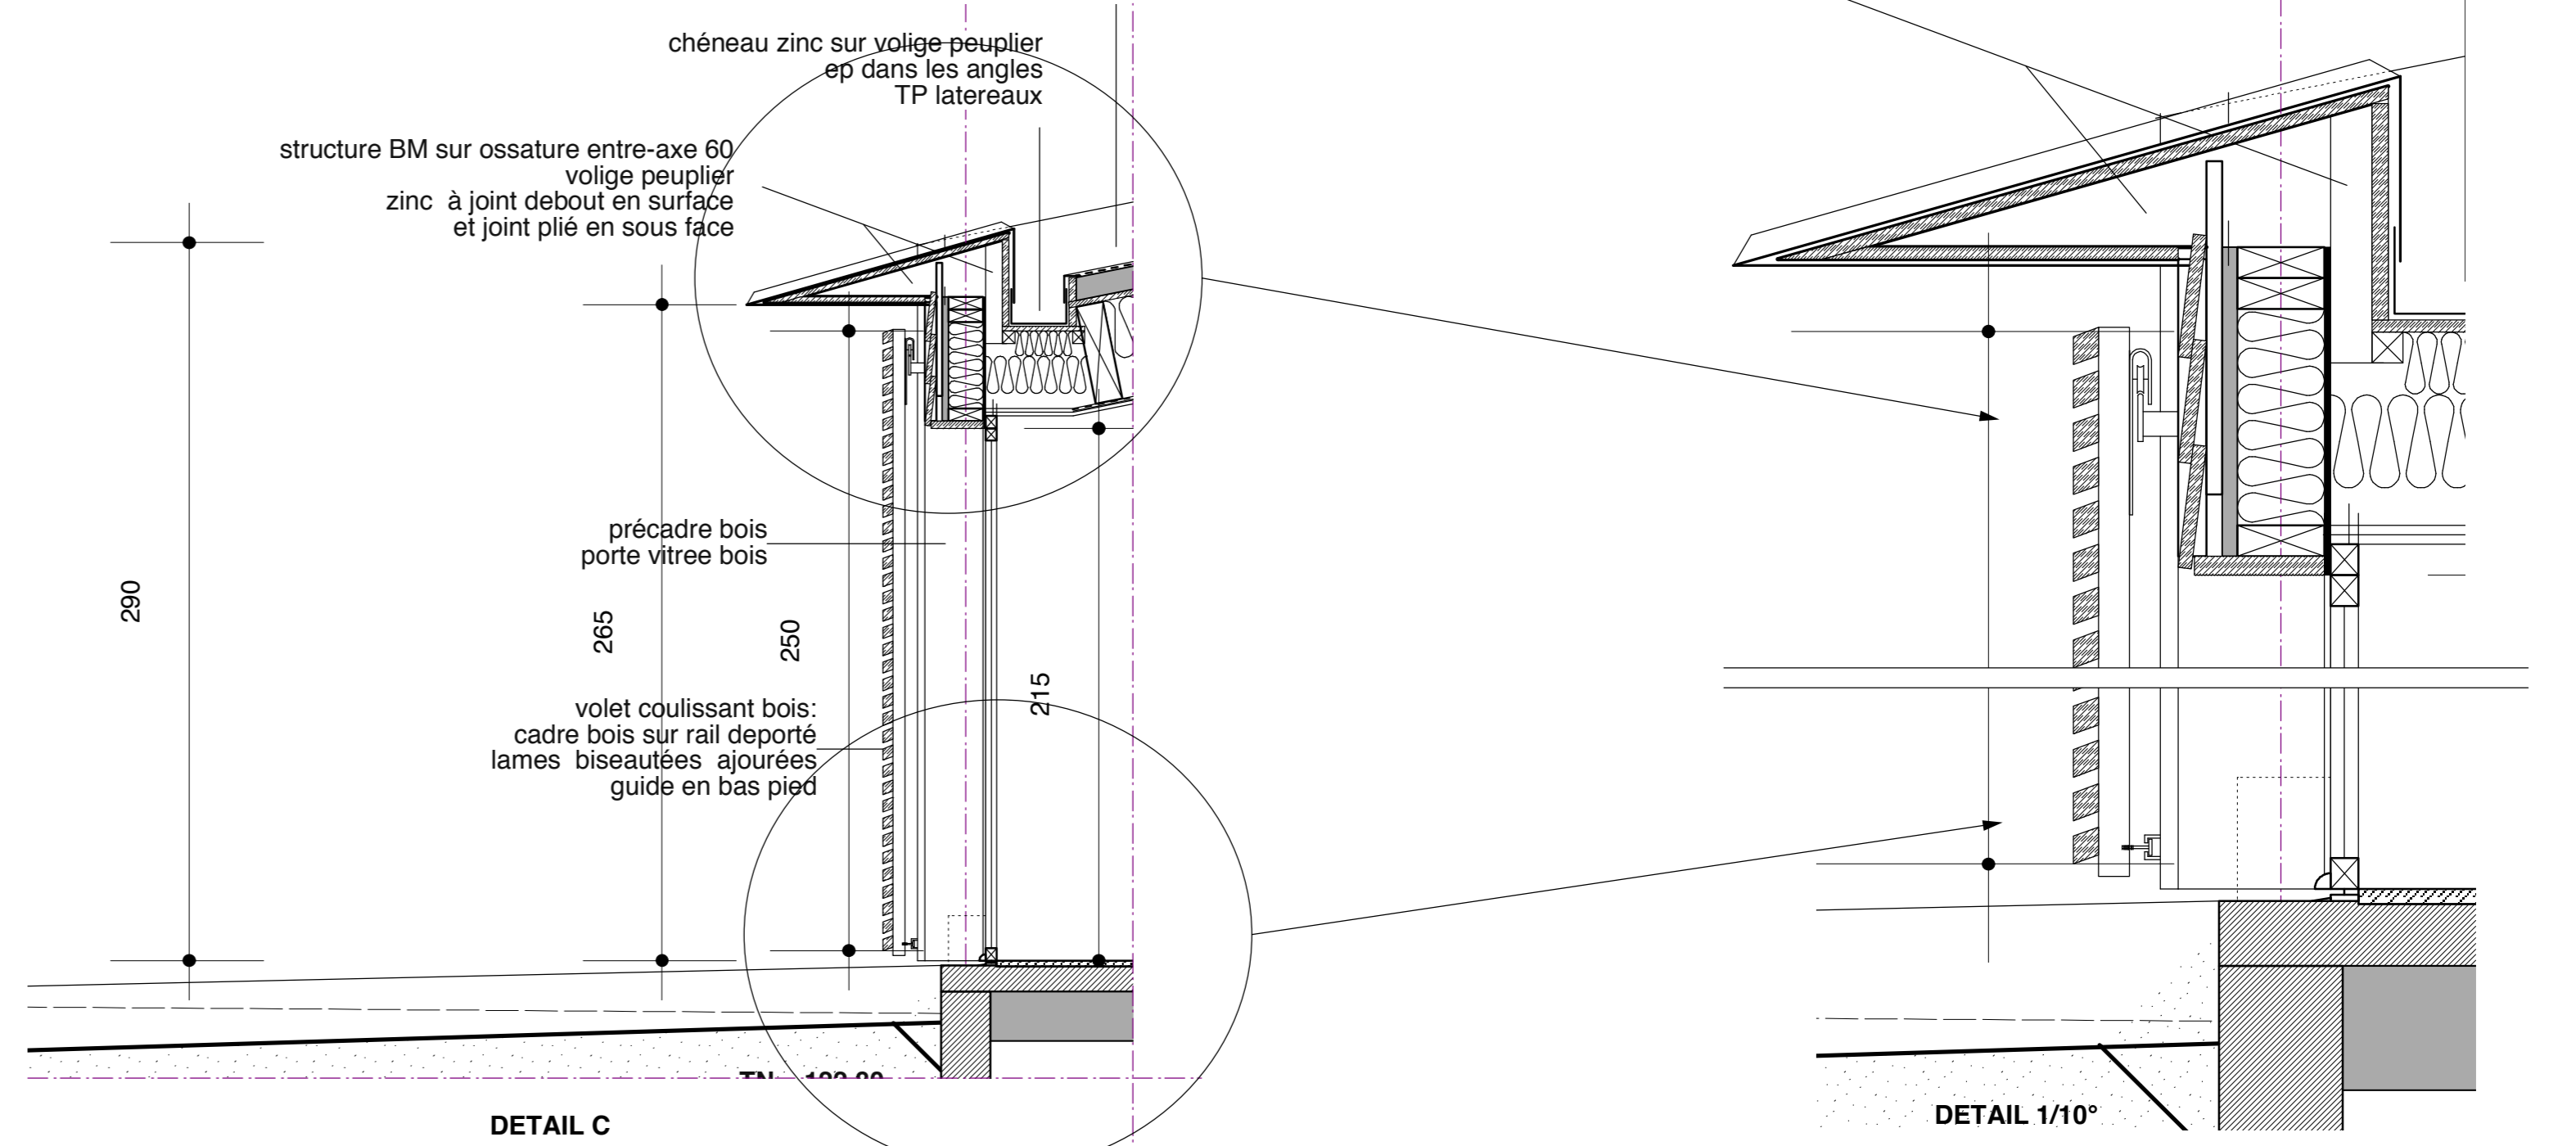 chéneau zinc sur volige peuplier
ep dans les angles
TP latereaux
structure BM sur ossature entre-axe 60
volige peuplier
zinc à joint debout en surface
et joint plié en sous face
précadre bois
porte vitree bois
290
265
250
215
volet coulissant bois:
cadre bois sur rail deporté
lames biseautées ajourées
guide en bas pied
TN
DETAIL C
DETAIL 1/10°